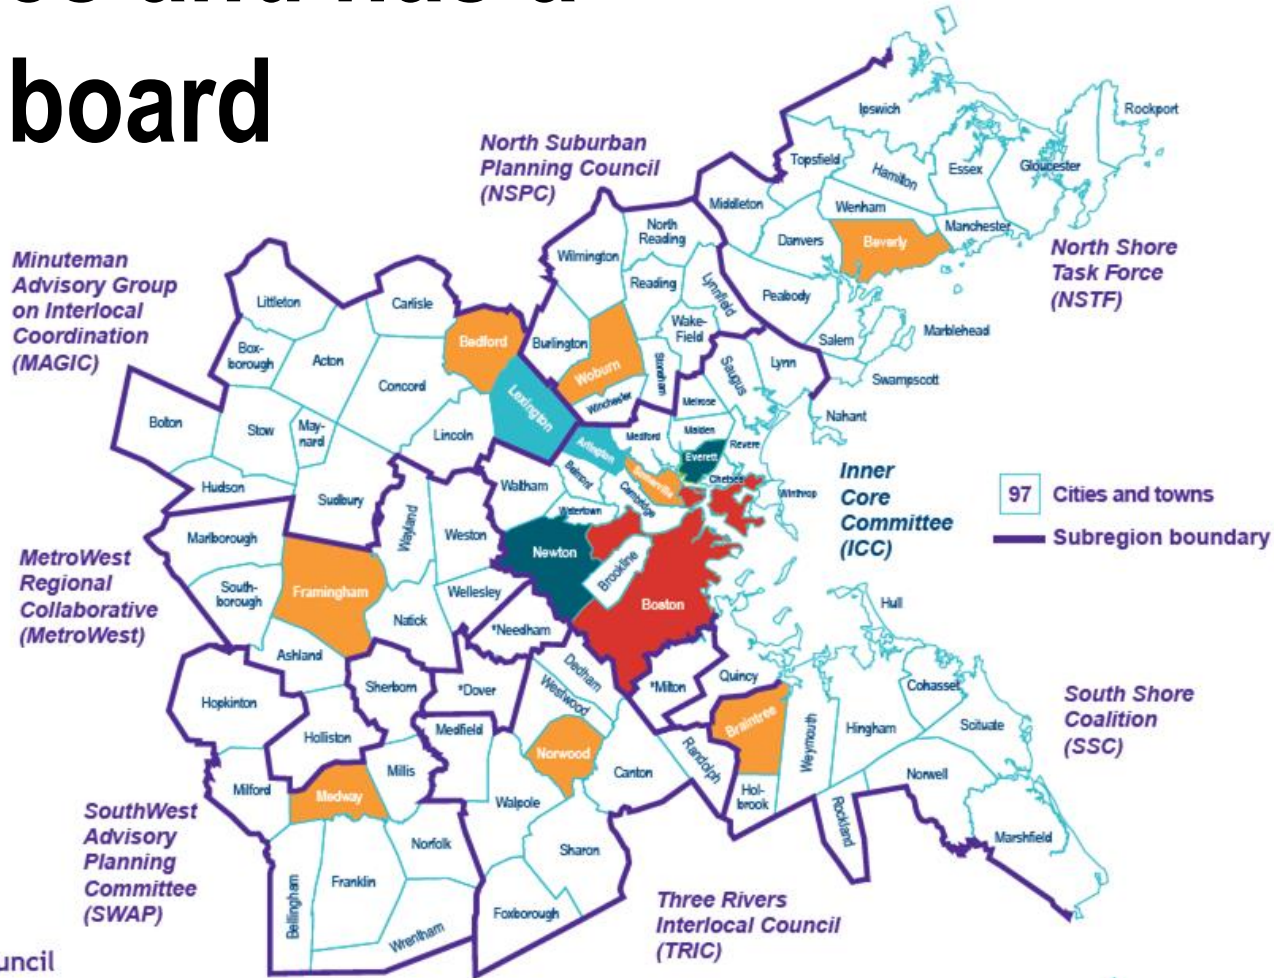 board
North Suburban
Planning Council
(NSPC)
Minuteman
Advisory Group
on Interlocal
Coordination
(MAGIC)
North Shore
Task Force
(NSTF)
Ipswich
Rockport
Topsfield
Hamilton
Essex
Gloucester
Middleton
Wenham
Manchester
North
Reading
Danvers
Beverly
Wilmington
Reading
Lynnfield
Peabody
Littleton
Carlisle
Bedford
Burlington
Wake-
Field
Salem
Marblehead
Box-
borough
Acton
Woburn
Stoneham
Saugus
Lynn
Swampscott
Concord
Lexington
Winchester
Melrose
Nahant
Bolton
Stow
May-
nard
Lincoln
Arlington
Medford
Malden
Revere
Everett
Hudson
Sudbury
Waltham
Belmont
Somerville
Cambridge
Chelsea
Winthrop
Inner
Core
Committee
(ICC)
97 Cities and towns
Subregion boundary
Watertown
Marlborough
Wayland
Weston
Newton
Brookline
MetroWest
Regional
Collaborative
(MetroWest)
South-
borough
Framingham
Wellesley
Boston
Hull
Natick
*Needham
Ashland
Dedham
Sherborn
*Dover
Westwood
*Milton
Quincy
Cohasset
South Shore
Coalition
(SSC)
Hopkinton
Holliston
Medfield
Norwood
Braintree
Weymouth
Hingham
Scituate
Canton
Randolph
Milford
Medway
Millis
Walpole
Hol-
brook
Norwell
SouthWest
Advisory
Planning
Committee
(SWAP)
Norfolk
Sharon
Rockland
Marshfield
Bellingham
Franklin
Foxborough
Wrentham
Three Rivers
Interlocal Council
(TRIC)
uncil